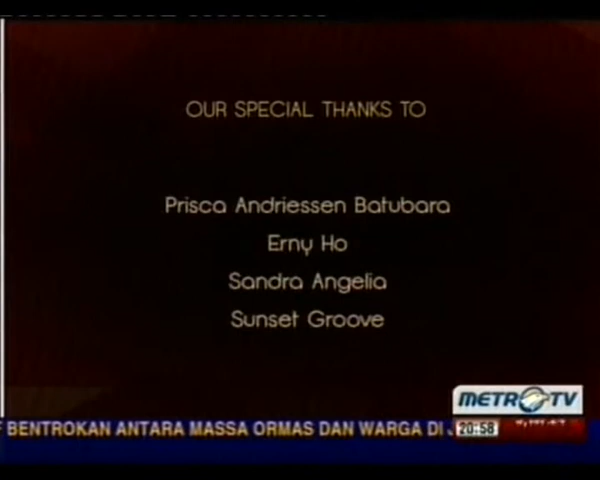 OUR SPECIAL THANKS TO
Prisca Andriessen Batubara
Erny Ho
Sandra Angelia
Sunset Groove
METRO TV
BENTROKAN ANTARA MASSA ORMAS DAN WARGA DI
20:58